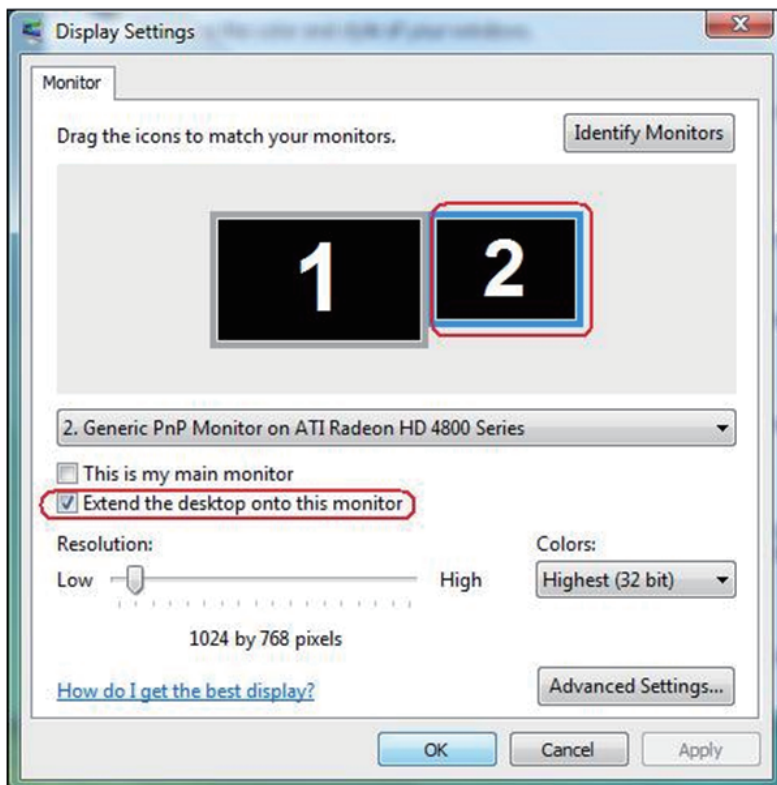 Display Settings
Monitor
Drag the icons to match your monitors.
Identify Monitors
1
2
2. Generic PnP Monitor on ATI Radeon HD 4800 Series
This is my main monitor
Extend the desktop onto this monitor
Resolution:
Colors:
Low
High
Highest (32 bit)
1024 by 768 pixels
How do I get the best display?
Advanced Settings...
OK
Cancel
Apply